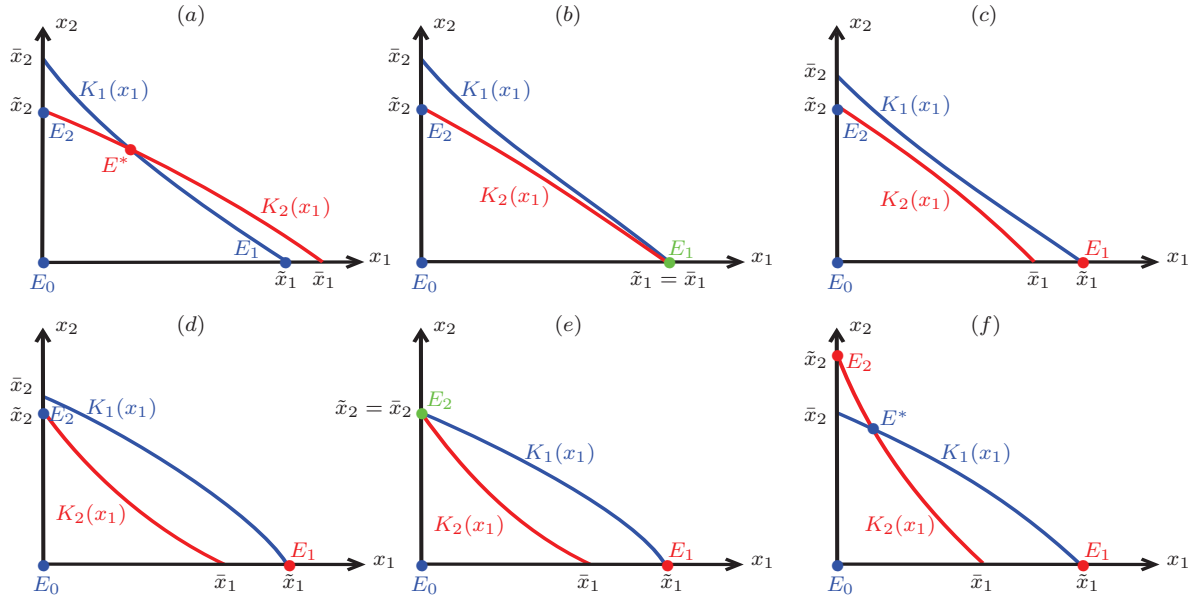 (a)
x₂
x̄₂
K₁(x₁)
x̃₂
E₂
E*
K₂(x₁)
E₁
x₁
E₀
x̃₁
x̄₁
(b)
x₂
x̄₂
K₁(x₁)
x̃₂
E₂
K₂(x₁)
E₁
x₁
E₀
x̃₁ = x̄₁
(c)
x₂
x̄₂
K₁(x₁)
x̃₂
E₂
K₂(x₁)
E₁
x₁
E₀
x̄₁
x̃₁
(d)
x₂
x̄₂
K₁(x₁)
x̃₂
E₂
K₂(x₁)
E₁
x₁
E₀
x̄₁
x̃₁
(e)
x₂
x̃₂ = x̄₂
E₂
K₁(x₁)
K₂(x₁)
E₁
x₁
E₀
x̄₁
x̃₁
(f)
x₂
x̃₂
E₂
x̄₂
E*
K₁(x₁)
K₂(x₁)
E₁
x₁
E₀
x̄₁
x̃₁